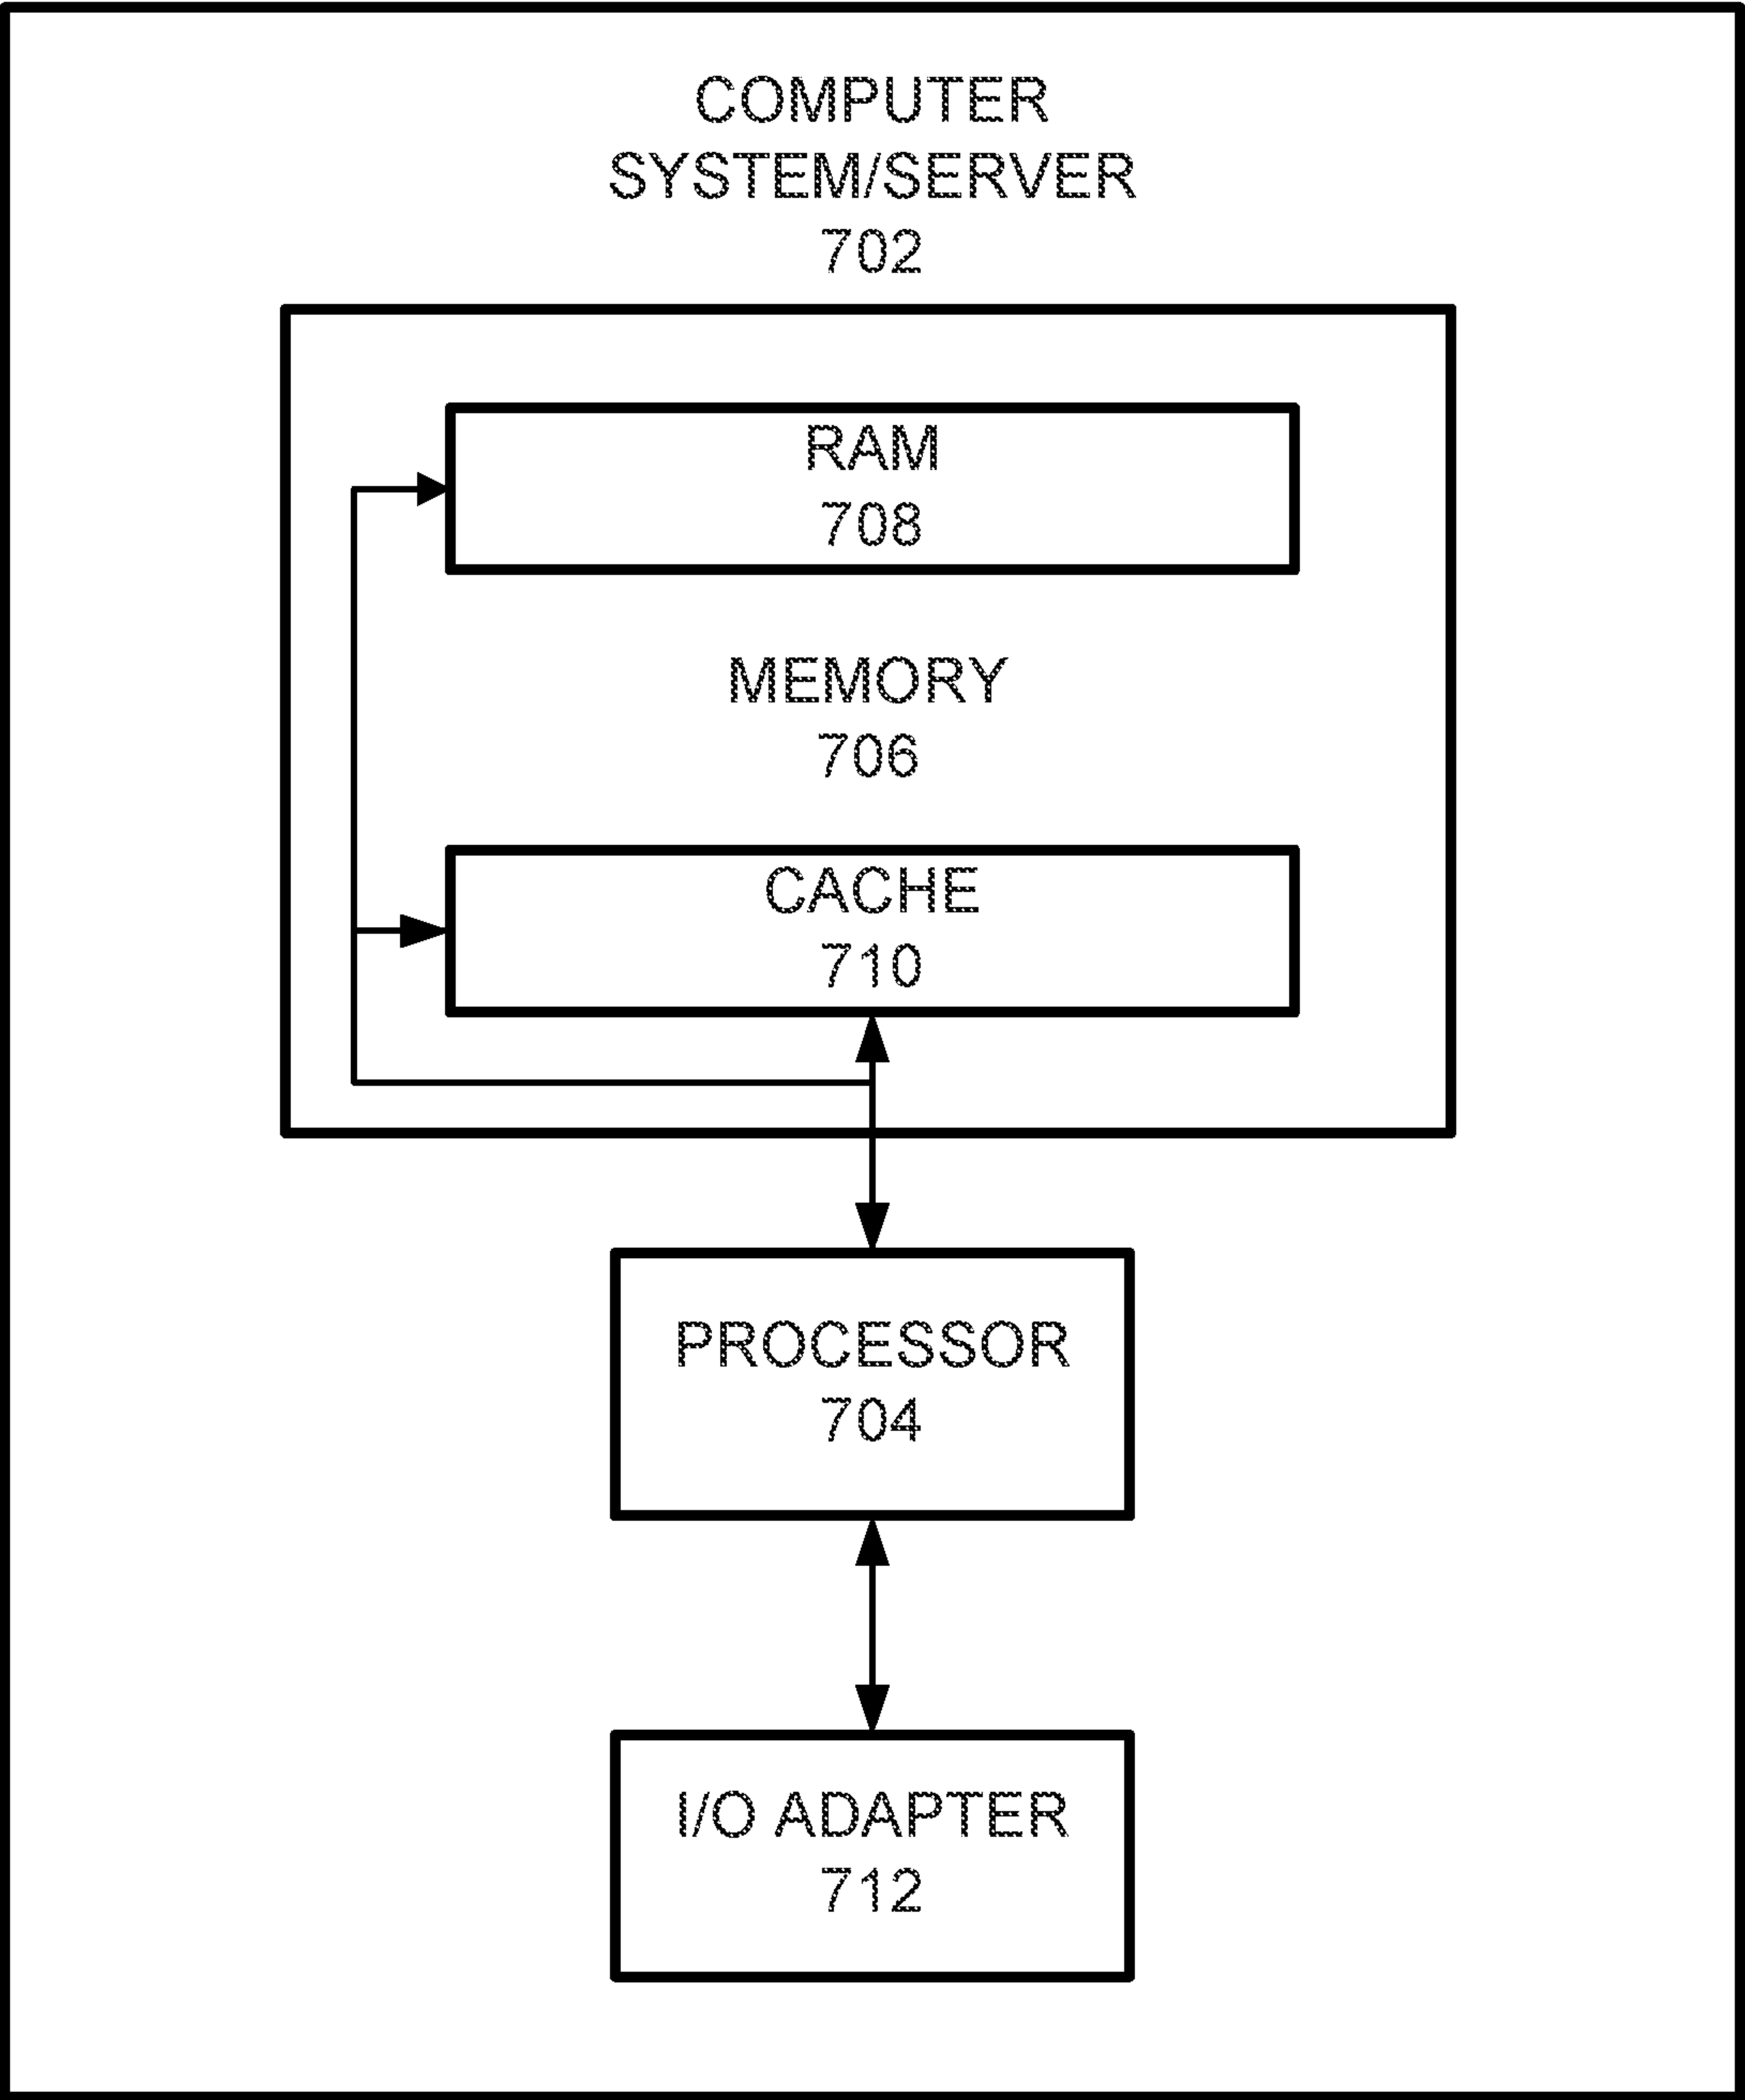 COMPUTER
SYSTEM/SERVER
702
RAM
708
MEMORY
706
CACHE
710
PROCESSOR
704
I/O ADAPTER
712